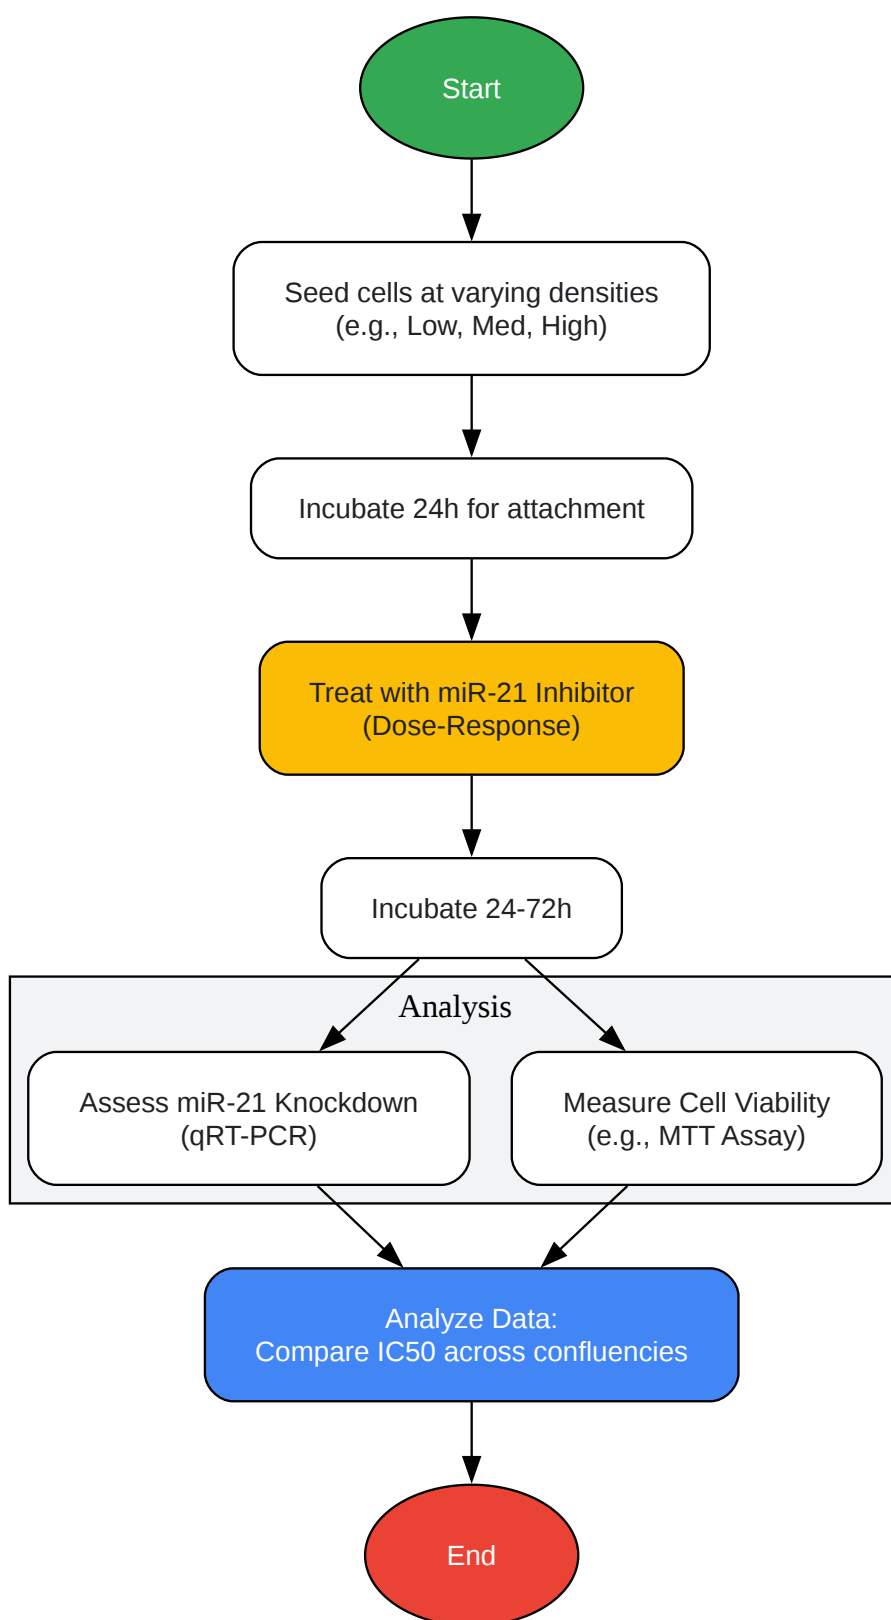 Start
Seed cells at varying densities
(e.g., Low, Med, High)
Incubate 24h for attachment
Treat with miR-21 Inhibitor
(Dose-Response)
Incubate 24-72h
Analysis
Assess miR-21 Knockdown
(qRT-PCR)
Measure Cell Viability
(e.g., MTT Assay)
Analyze Data:
Compare IC50 across confluencies
End